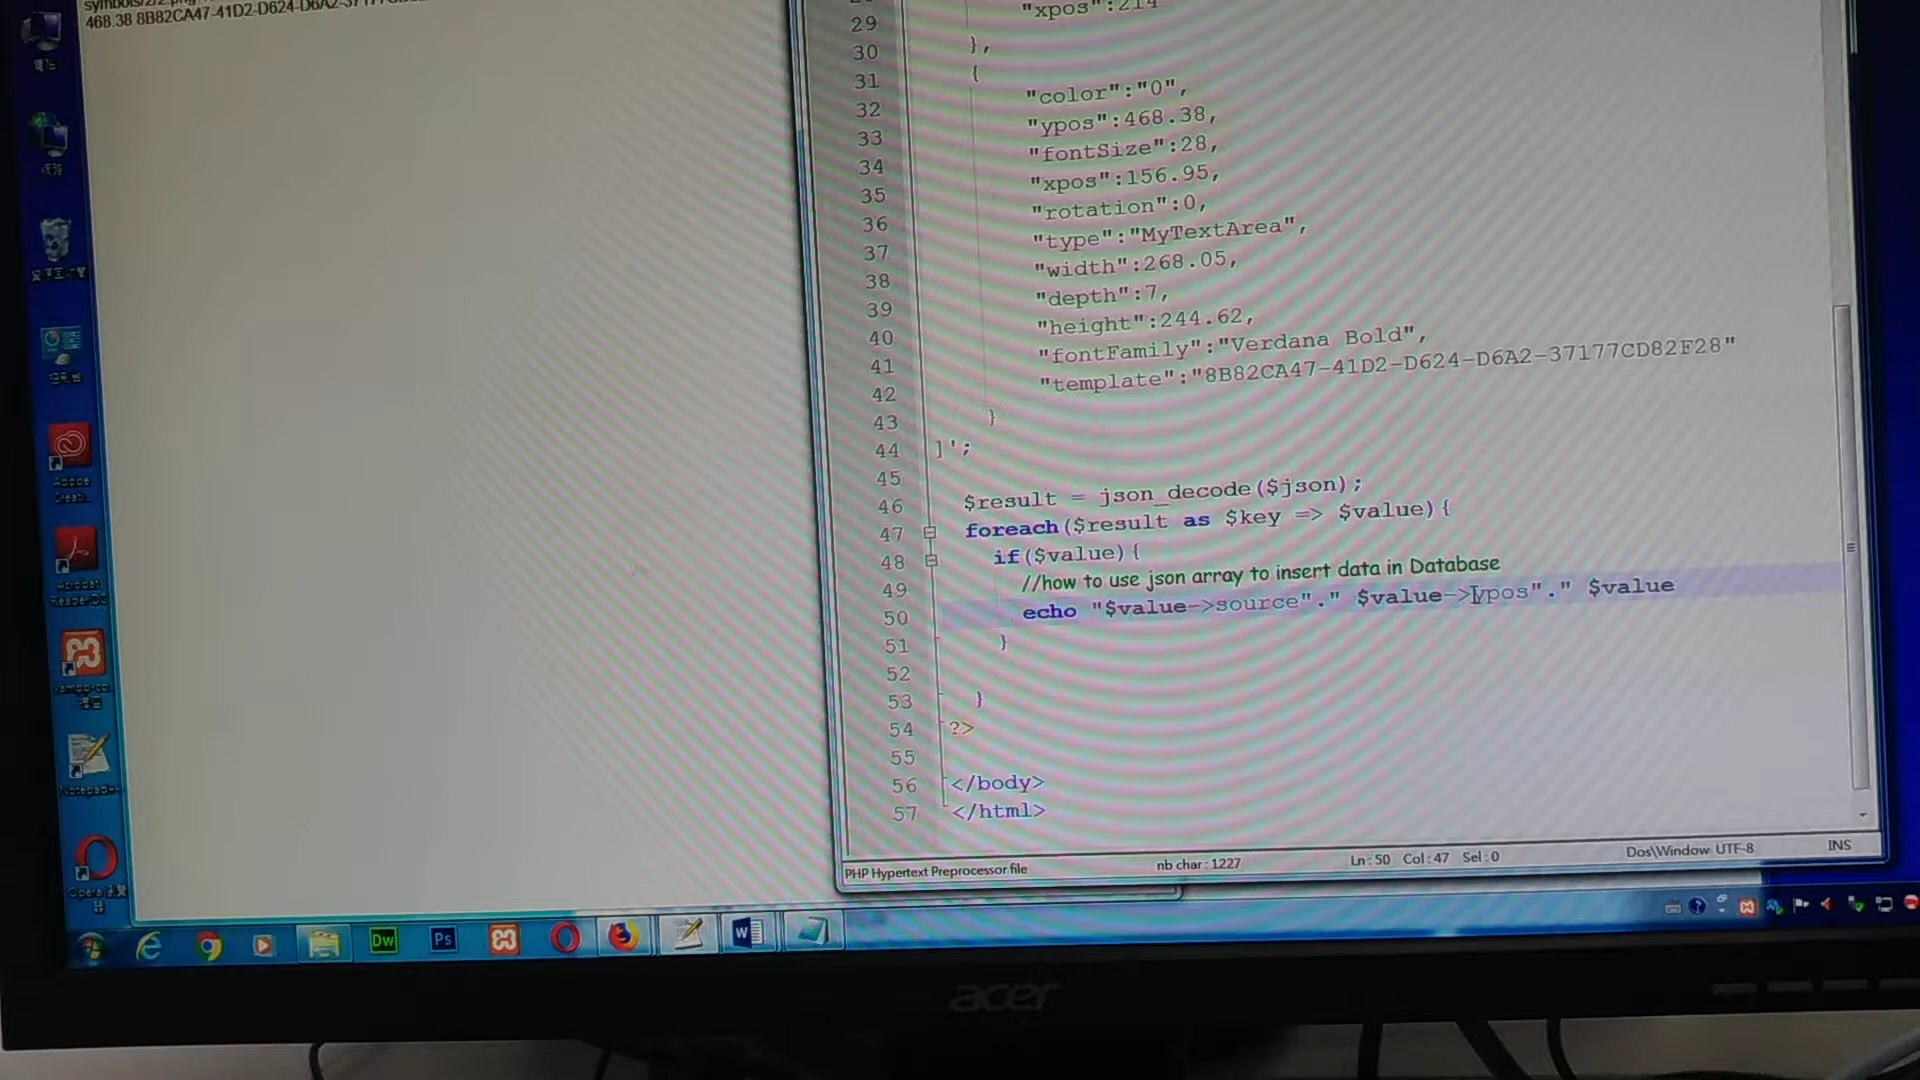 468.38 8B82CA47-41D2-D624-D6A2-37177CD82F28
29 "xpos":214
30 },
31 {
32 "color":"0",
33 "ypos":468.38,
34 "fontSize":28,
35 "xpos":156.95,
36 "rotation":0,
37 "type":"MyTextArea",
38 "width":268.05,
39 "depth":7,
40 "height":244.62,
41 "fontFamily":"Verdana Bold",
42 "template":"8B82CA47-41D2-D624-D6A2-37177CD82F28"
43 }
44 ]';
45
46 $result = json_decode($json);
47 foreach($result as $key => $value){
48 if($value){
49 //how to use json array to insert data in Database
50 echo "$value->source"." $value->ypos"." $value
51 }
52
53 }
54 ?>
55
56 </body>
57 </html>
PHP Hypertext Preprocessor file nb char : 1227 Ln : 50 Col : 47 Sel : 0 Dos\Window UTF-8 INS
Dw Ps W
acer